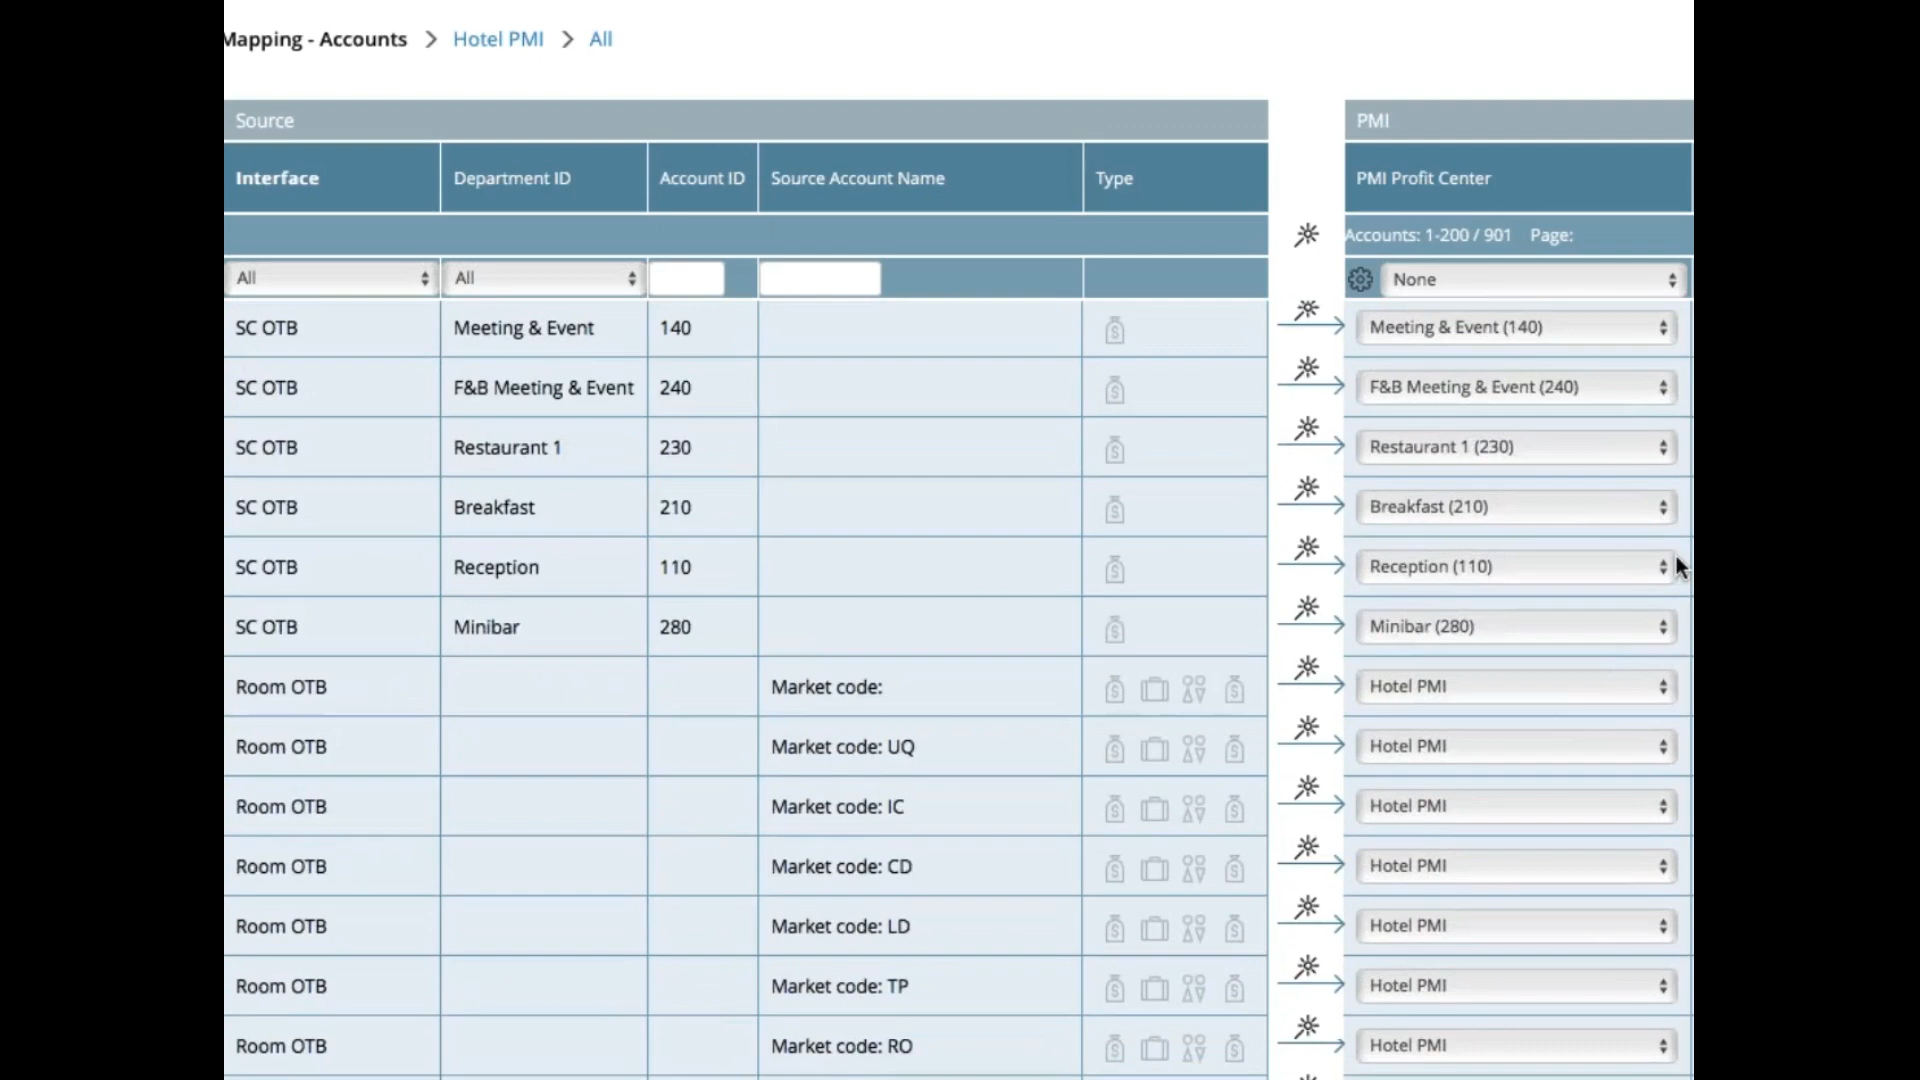 Mapping - Accounts > Hotel PMI > All
Source PMI
Interface Department ID Account ID Source Account Name Type PMI Profit Center
Accounts: 1-200 / 901 Page:
All All None
SC OTB Meeting & Event 140 Meeting & Event (140)
SC OTB F&B Meeting & Event 240 F&B Meeting & Event (240)
SC OTB Restaurant 1 230 Restaurant 1 (230)
SC OTB Breakfast 210 Breakfast (210)
SC OTB Reception 110 Reception (110)
SC OTB Minibar 280 Minibar (280)
Room OTB Market code: Hotel PMI
Room OTB Market code: UQ Hotel PMI
Room OTB Market code: IC Hotel PMI
Room OTB Market code: CD Hotel PMI
Room OTB Market code: LD Hotel PMI
Room OTB Market code: TP Hotel PMI
Room OTB Market code: RO Hotel PMI